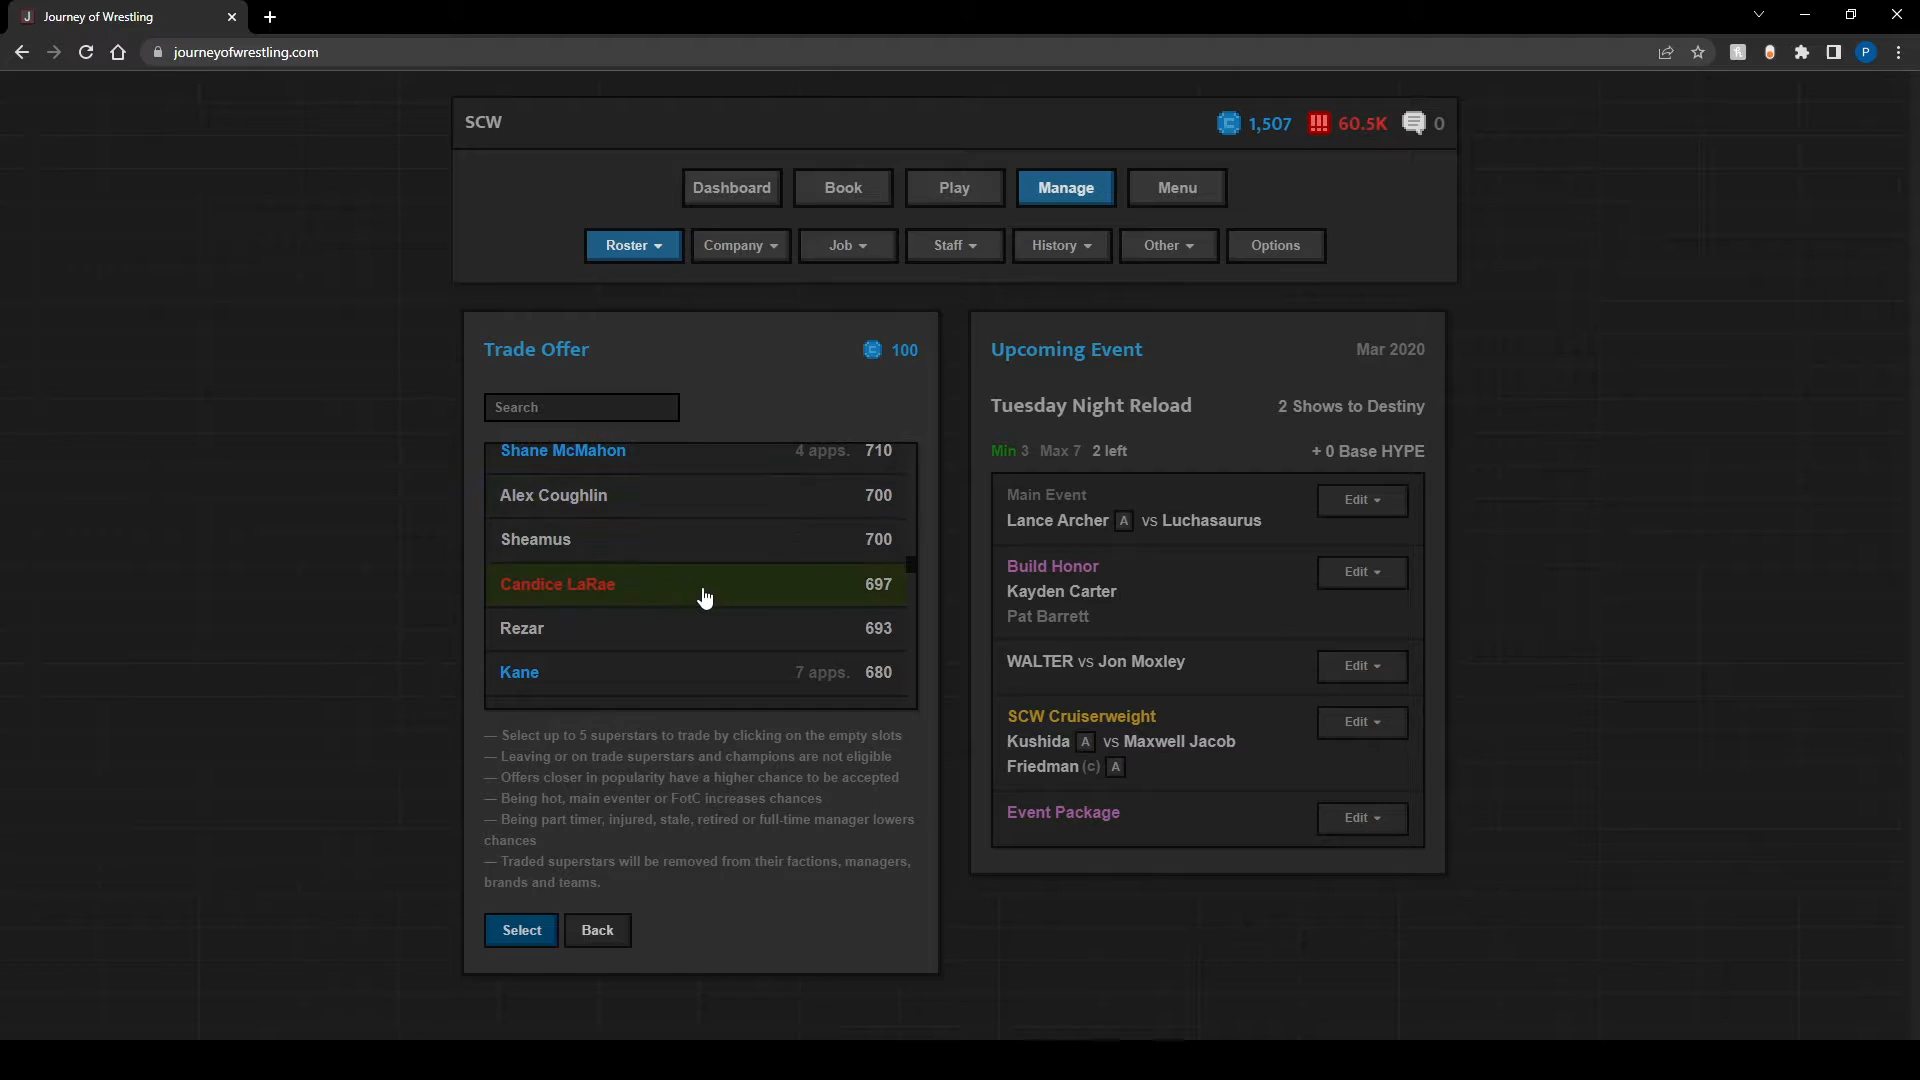 J Journey of Wrestling
journeyofwrestling.com
P
SCW
1,507
60.5K
0
Dashboard
Book
Play
Manage
Menu
Roster
Company
Job
Staff
History
Other
Options
Trade Offer
100
Search
Shane McMahon 4 apps. 710
Alex Coughlin 700
Sheamus 700
Candice LaRae 697
Rezar 693
Kane 7 apps. 680
— Select up to 5 superstars to trade by clicking on the empty slots
— Leaving or on trade superstars and champions are not eligible
— Offers closer in popularity have a higher chance to be accepted
— Being hot, main eventer or FotC increases chances
— Being part timer, injured, stale, retired or full-time manager lowers
chances
— Traded superstars will be removed from their factions, managers,
brands and teams.
Select
Back
Upcoming Event
Mar 2020
Tuesday Night Reload
2 Shows to Destiny
Min 3 Max 7 2 left
+ 0 Base HYPE
Main Event
Lance Archer A vs Luchasaurus
Edit
Build Honor
Kayden Carter
Pat Barrett
Edit
WALTER vs Jon Moxley
Edit
SCW Cruiserweight
Kushida A vs Maxwell Jacob
Friedman (c) A
Edit
Event Package
Edit